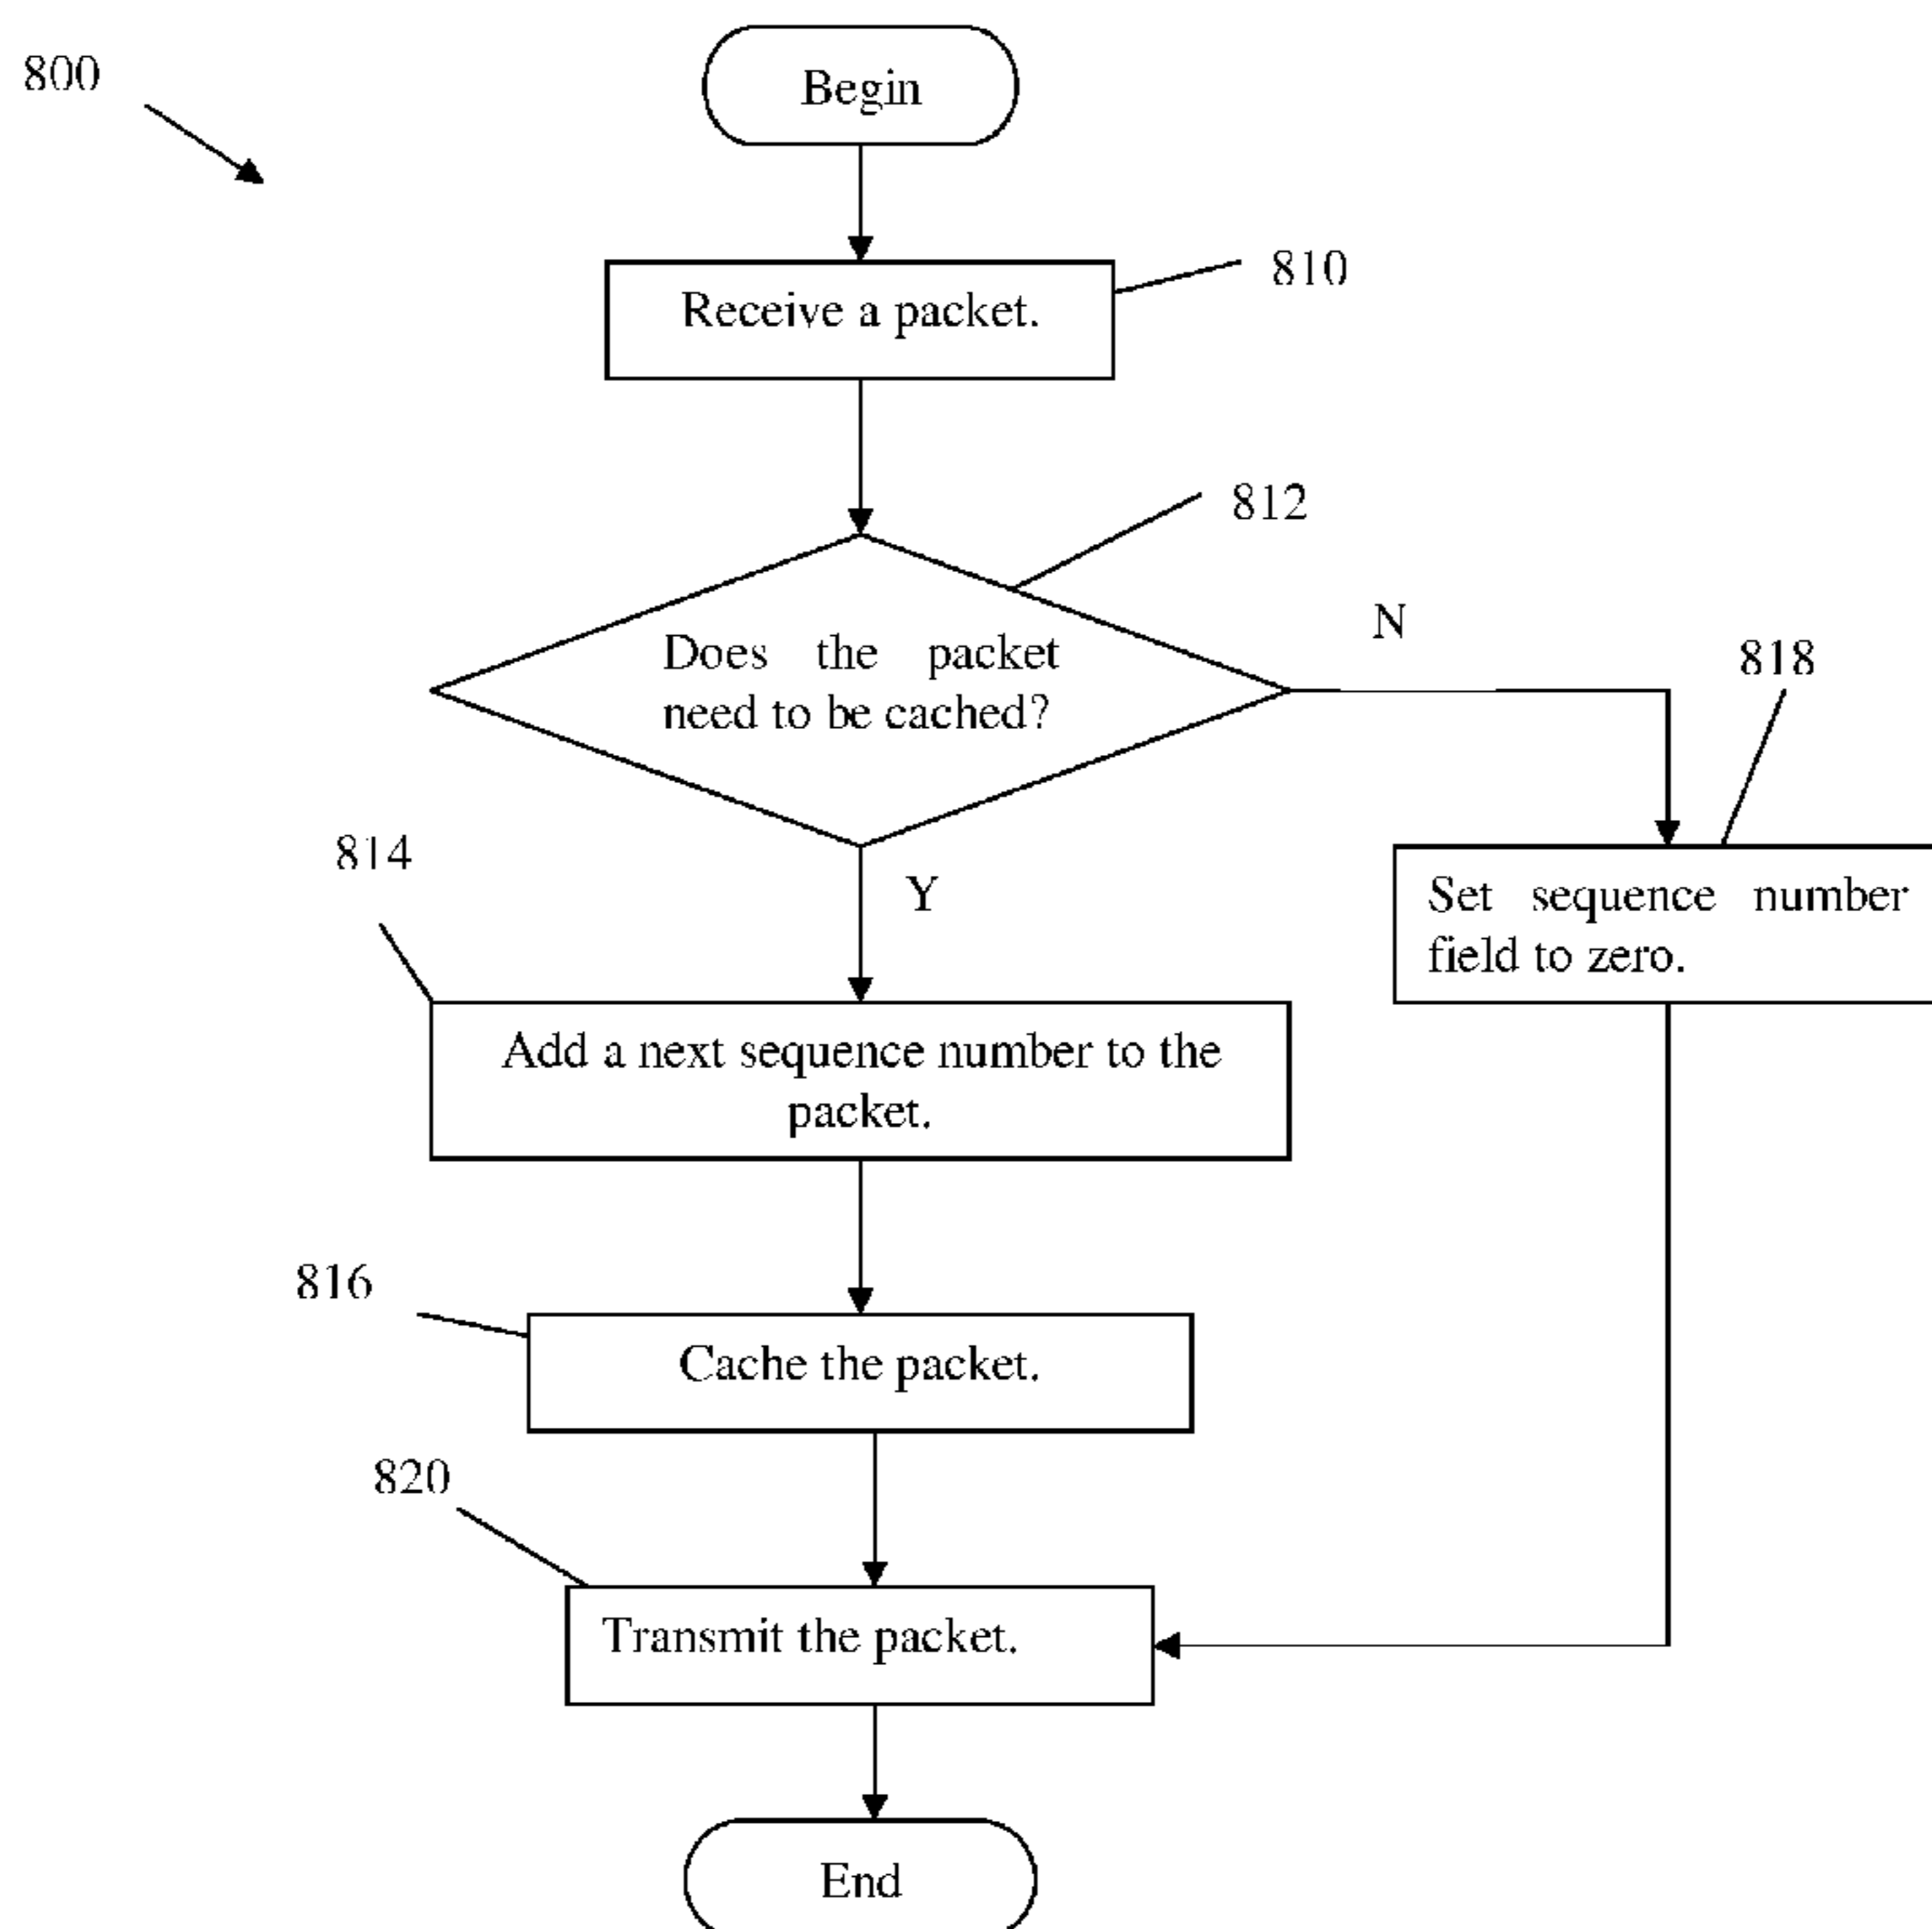 800
Begin
810
Receive a packet.
812
Does the packet
need to be cached?
N
818
814
Y
Set sequence number
field to zero.
Add a next sequence number to the
packet.
816
Cache the packet.
820
Transmit the packet.
End